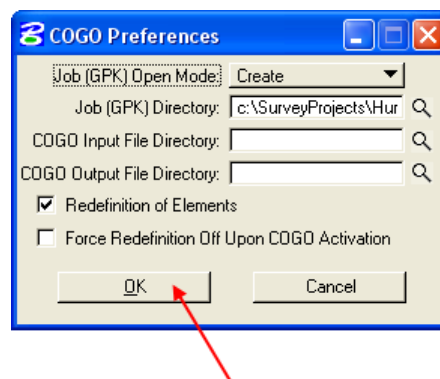 COGO Preferences
Job (GPK) Open Mode: Create
Job (GPK) Directory: c:\SurveyProjects\Hur
COGO Input File Directory:
COGO Output File Directory:
Redefinition of Elements
Force Redefinition Off Upon COGO Activation
OK Cancel